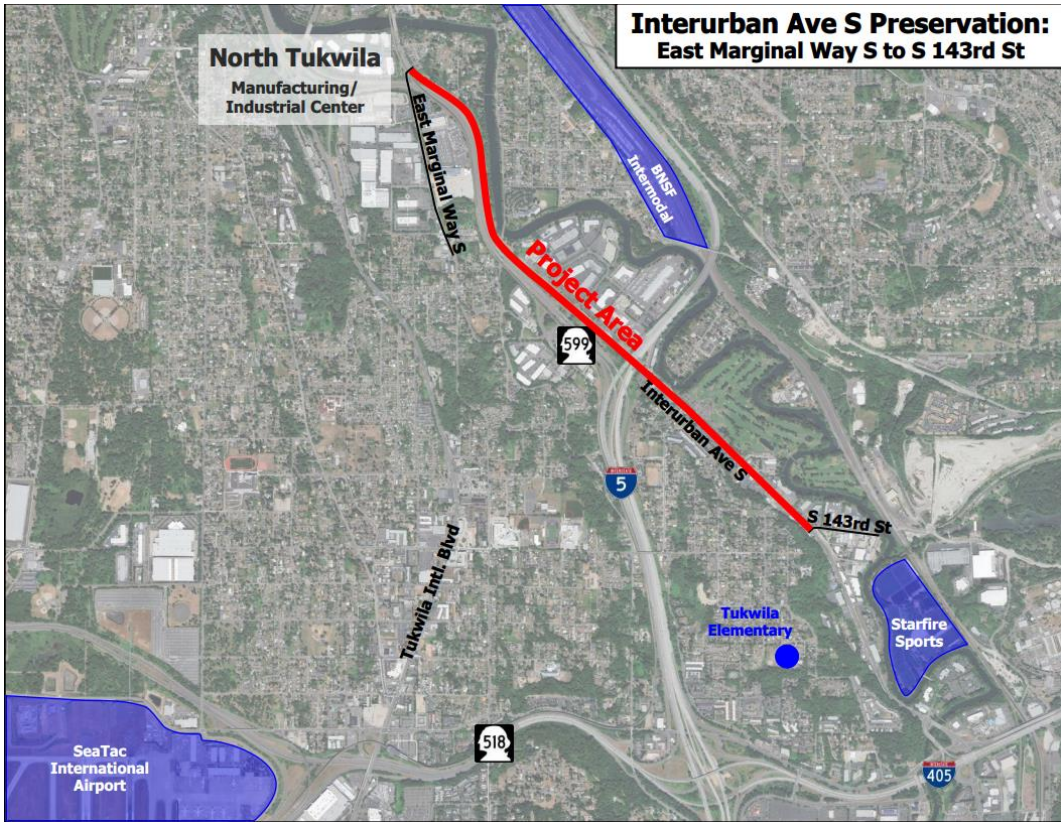 Interurban Ave S Preservation:
East Marginal Way S to S 143rd St
North Tukwila
Manufacturing/
Industrial Center
East Marginal Way S
BNSF
Intermodal
Project Area
599
Interurban Ave S
5
S 143rd St
Tukwila Intl. Blvd
Tukwila
Elementary
Starfire
Sports
518
SeaTac
International
Airport
405